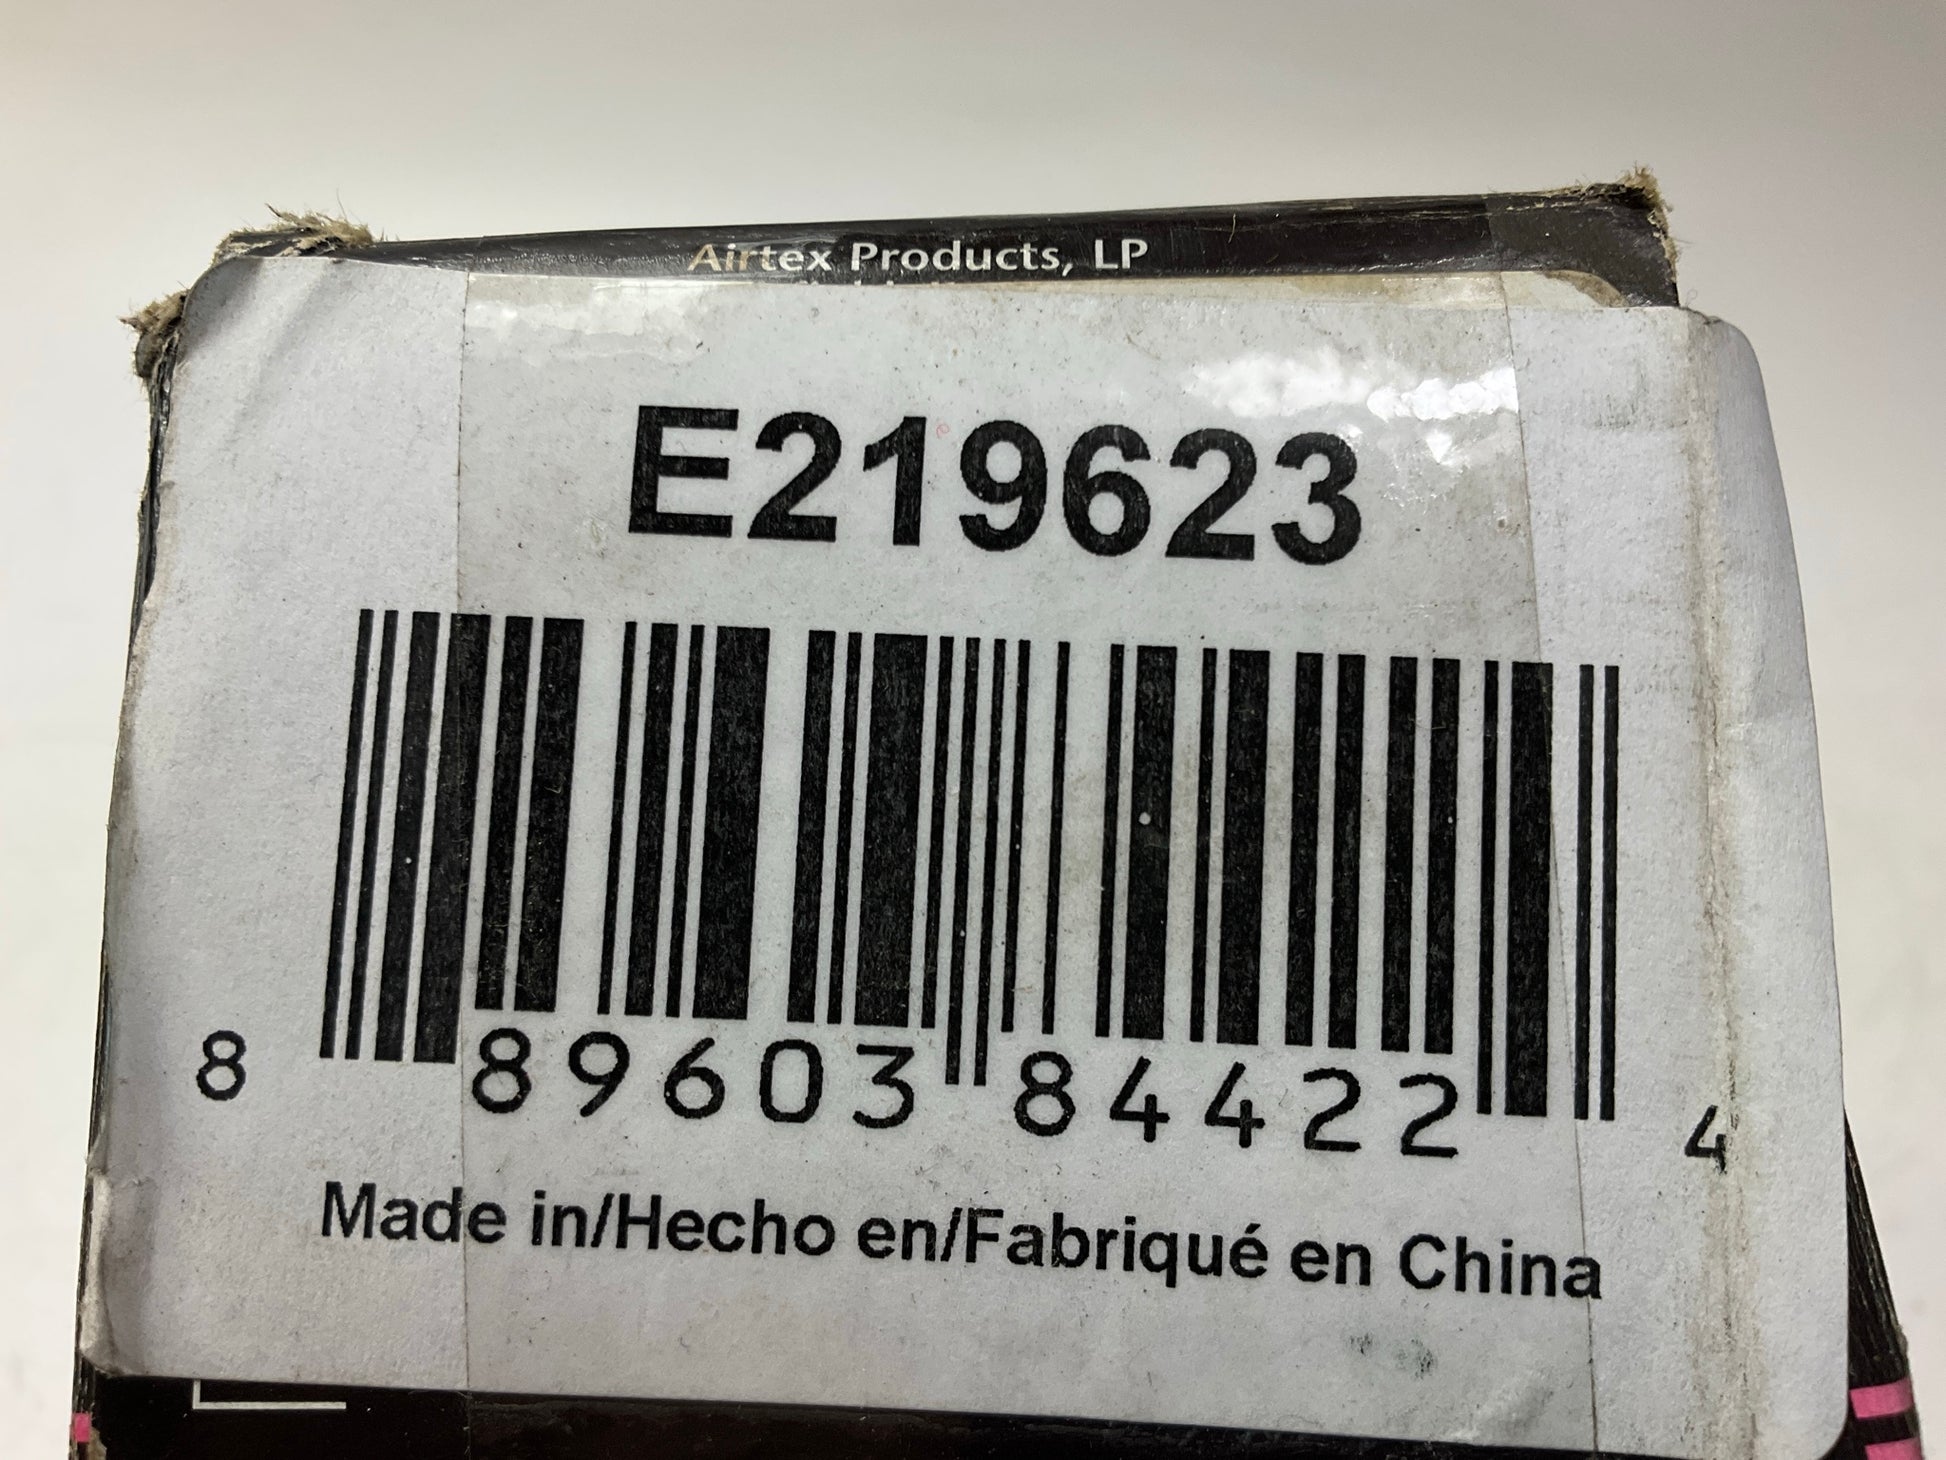 Airtex Products, LP
E219623
8 89603 84422 4
Made in/Hecho en/Fabriqué en China